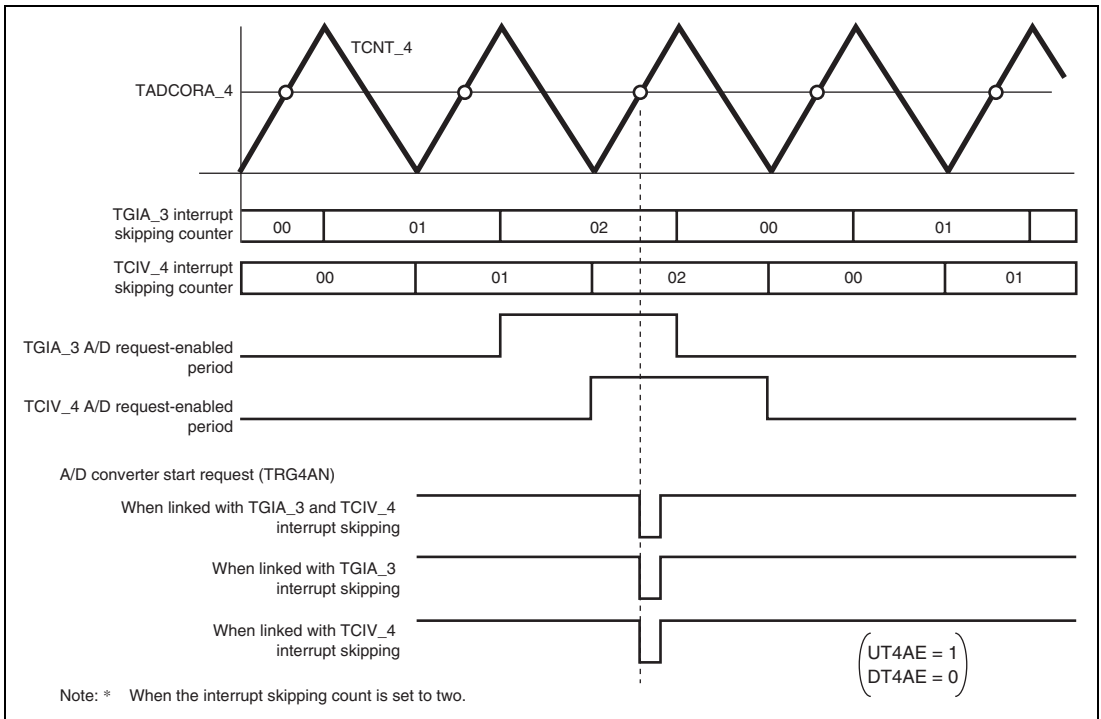 TCNT_4
TADCORA_4
TGIA_3 interrupt
skipping counter
00 01 02 00 01
TCIV_4 interrupt
skipping counter
00 01 02 00 01
TGIA_3 A/D request-enabled
period
TCIV_4 A/D request-enabled
period
A/D converter start request (TRG4AN)
When linked with TGIA_3 and TCIV_4
interrupt skipping
When linked with TGIA_3
interrupt skipping
When linked with TCIV_4
interrupt skipping
UT4AE = 1
DT4AE = 0
Note: * When the interrupt skipping count is set to two.